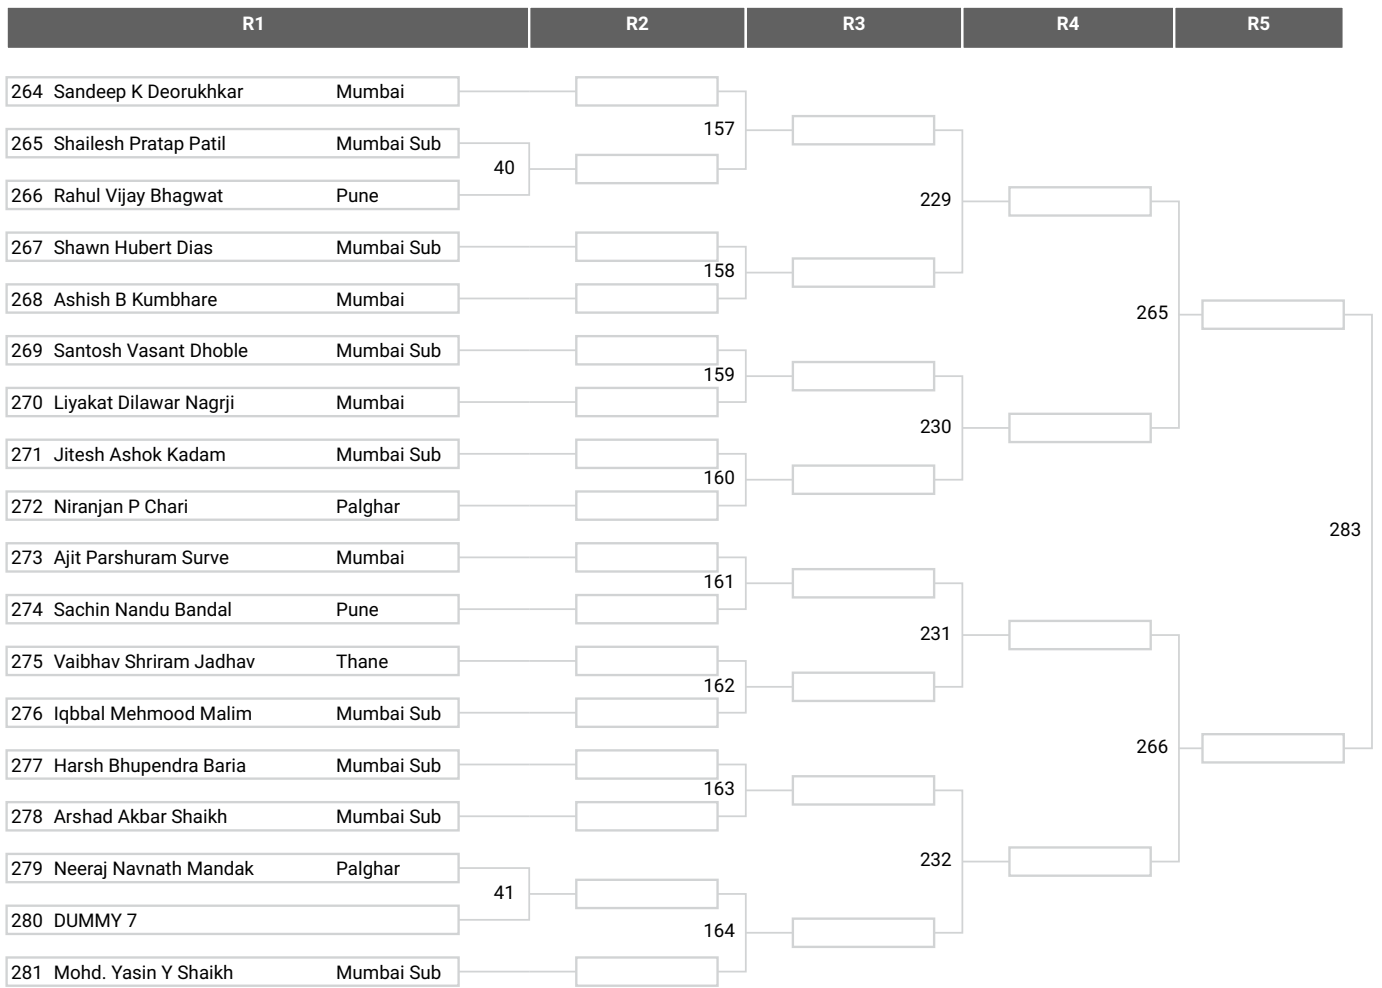 R1 R2 R3 R4 R5
264 Sandeep K Deorukhkar Mumbai
157
265 Shailesh Pratap Patil Mumbai Sub
40
266 Rahul Vijay Bhagwat Pune
229
267 Shawn Hubert Dias Mumbai Sub
158
268 Ashish B Kumbhare Mumbai
265
269 Santosh Vasant Dhoble Mumbai Sub
159
270 Liyakat Dilawar Nagrji Mumbai
230
271 Jitesh Ashok Kadam Mumbai Sub
160
272 Niranjan P Chari Palghar
283
273 Ajit Parshuram Surve Mumbai
161
274 Sachin Nandu Bandal Pune
231
275 Vaibhav Shriram Jadhav Thane
162
276 Iqbbal Mehmood Malim Mumbai Sub
266
277 Harsh Bhupendra Baria Mumbai Sub
163
278 Arshad Akbar Shaikh Mumbai Sub
232
279 Neeraj Navnath Mandak Palghar
41
280 DUMMY 7
164
281 Mohd. Yasin Y Shaikh Mumbai Sub